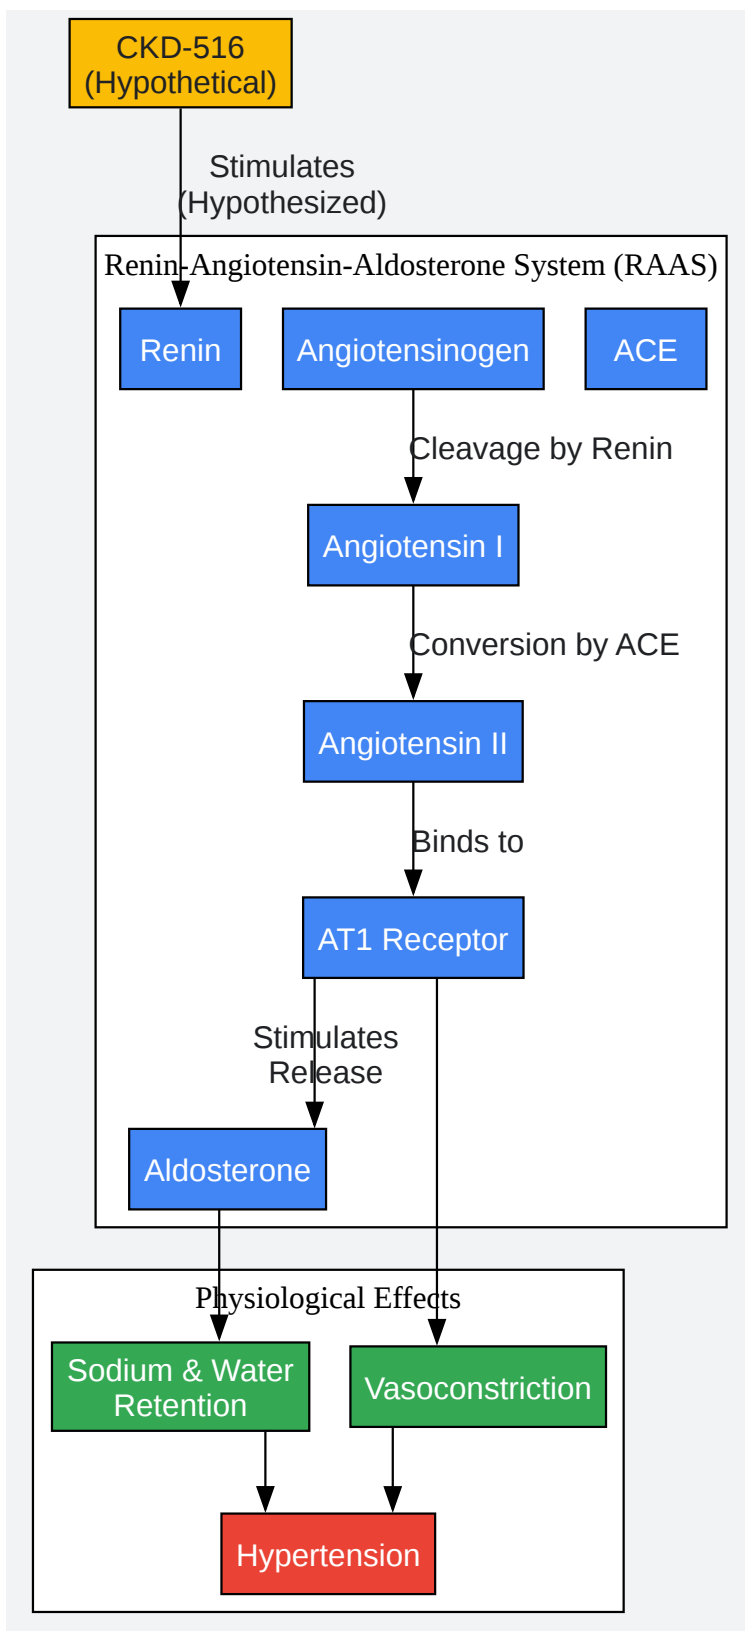 CKD-516
(Hypothetical)
Stimulates
(Hypothesized)
Renin-Angiotensin-Aldosterone System (RAAS)
Renin
Angiotensinogen
ACE
Cleavage by Renin
Angiotensin I
Conversion by ACE
Angiotensin II
Binds to
AT1 Receptor
Stimulates
Release
Aldosterone
Physiological Effects
Sodium & Water
Retention
Vasoconstriction
Hypertension